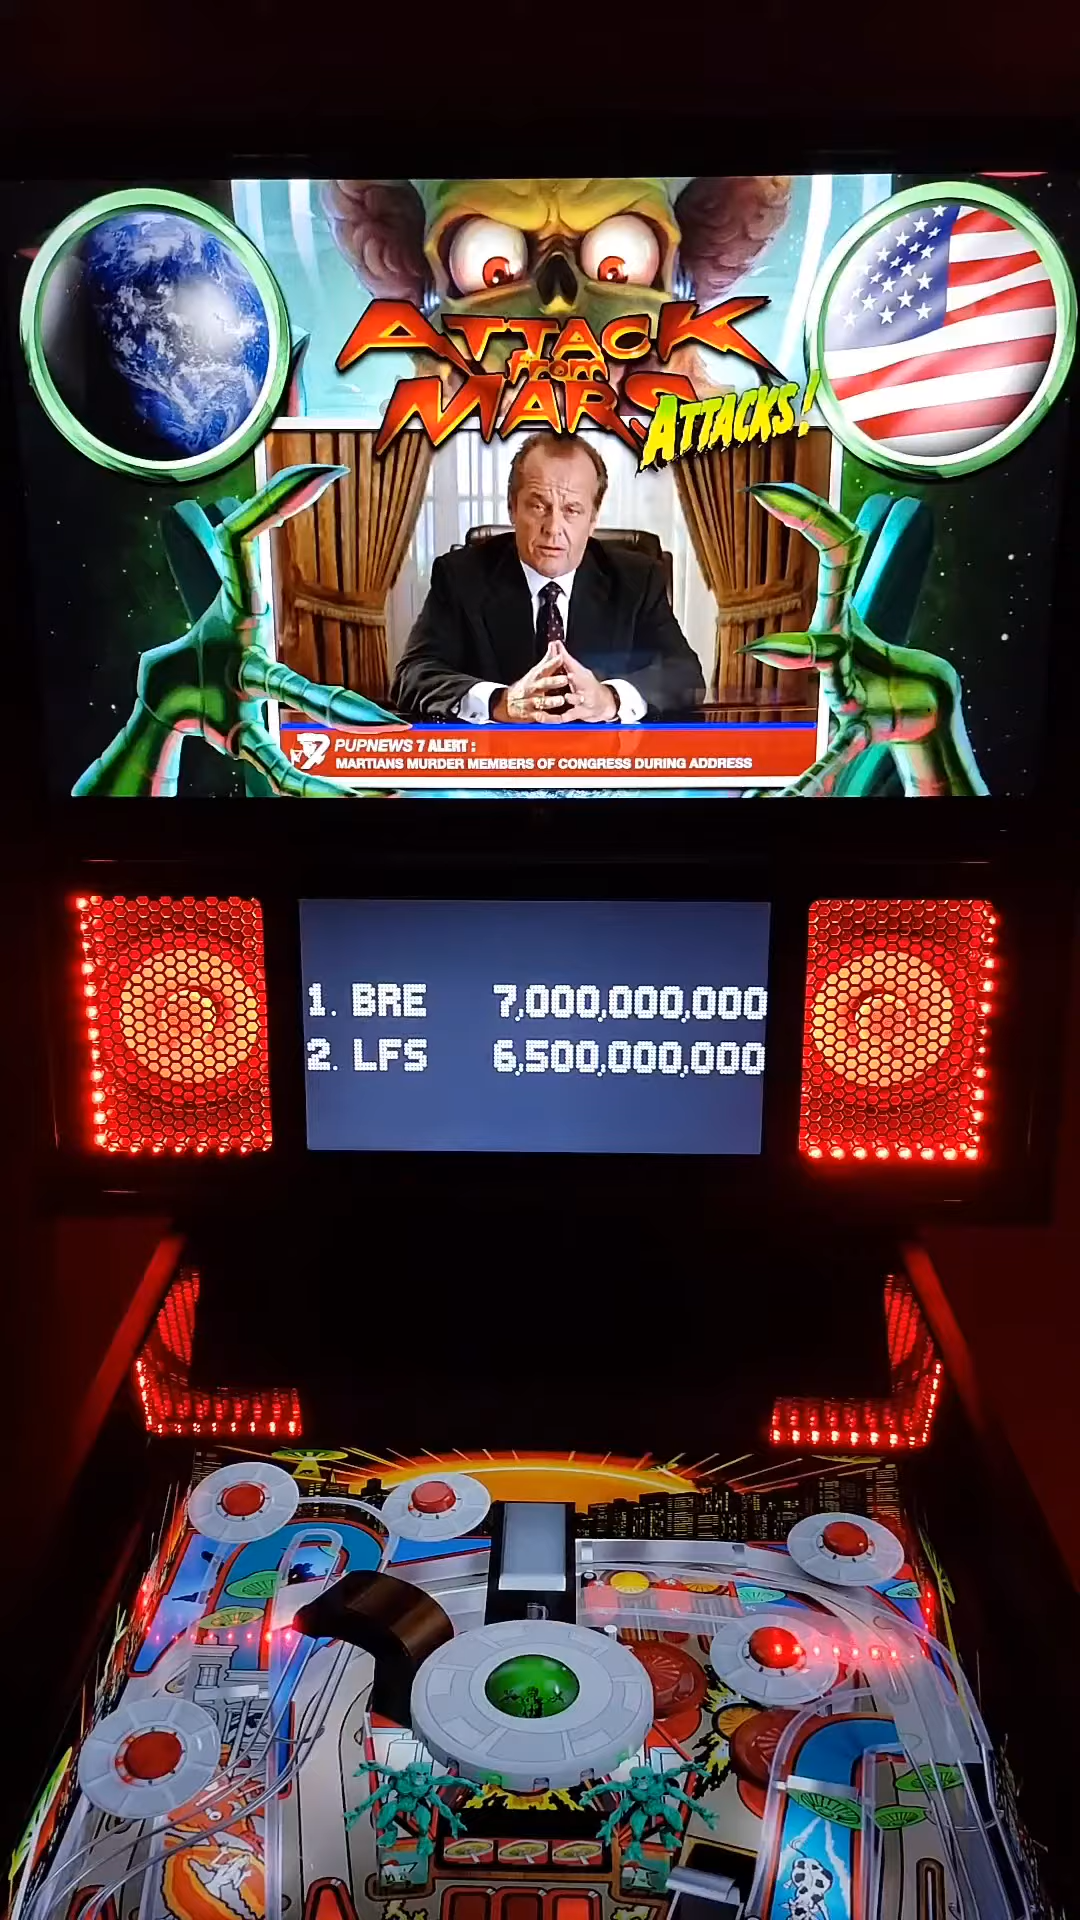 ATTACK
from
MARS
ATTACKS!
7 PUPNEWS 7 ALERT :
MARTIANS MURDER MEMBERS OF CONGRESS DURING ADDRESS
1. BRE 7,000,000,000
2. LFS 6,500,000,000